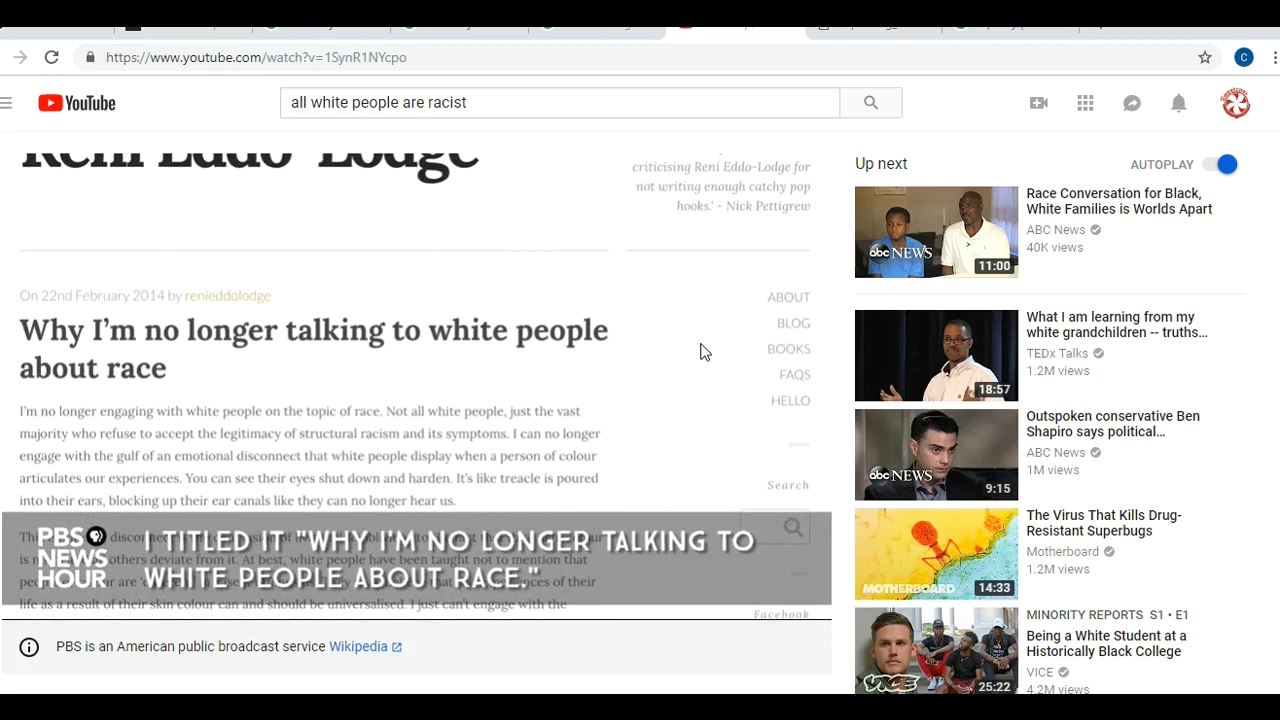 https://www.youtube.com/watch?v=1SynR1NYcpo
C
YouTube
all white people are racist
Reni Eddo-Lodge
criticising Reni Eddo-Lodge for
not writing enough catchy pop
hooks.' - Nick Pettigrew
On 22nd February 2014 by renieddolodge
Why I'm no longer talking to white people
about race
I'm no longer engaging with white people on the topic of race. Not all white people, just the vast
majority who refuse to accept the legitimacy of structural racism and its symptoms. I can no longer
engage with the gulf of an emotional disconnect that white people display when a person of colour
articulates our experiences. You can see their eyes shut down and harden. It's like treacle is poured
into their ears, blocking up their ear canals like they can no longer hear us.
life as a result of their skin colour can and should be universalised. I just can't engage with the
ABOUT
BLOG
BOOKS
FAQS
HELLO
Search
Facebook
PBS
NEWS
HOUR
I TITLED IT "WHY I'M NO LONGER TALKING TO
WHITE PEOPLE ABOUT RACE."
PBS is an American public broadcast service Wikipedia
Up next
AUTOPLAY
abc NEWS
11:00
Race Conversation for Black,
White Families is Worlds Apart
ABC News
40K views
18:57
What I am learning from my
white grandchildren -- truths...
TEDx Talks
1.2M views
abc NEWS
9:15
Outspoken conservative Ben
Shapiro says political...
ABC News
1M views
MOTHERBOARD
14:33
The Virus That Kills Drug-
Resistant Superbugs
Motherboard
1.2M views
VICE
25:22
MINORITY REPORTS S1 • E1
Being a White Student at a
Historically Black College
VICE
4.2M views